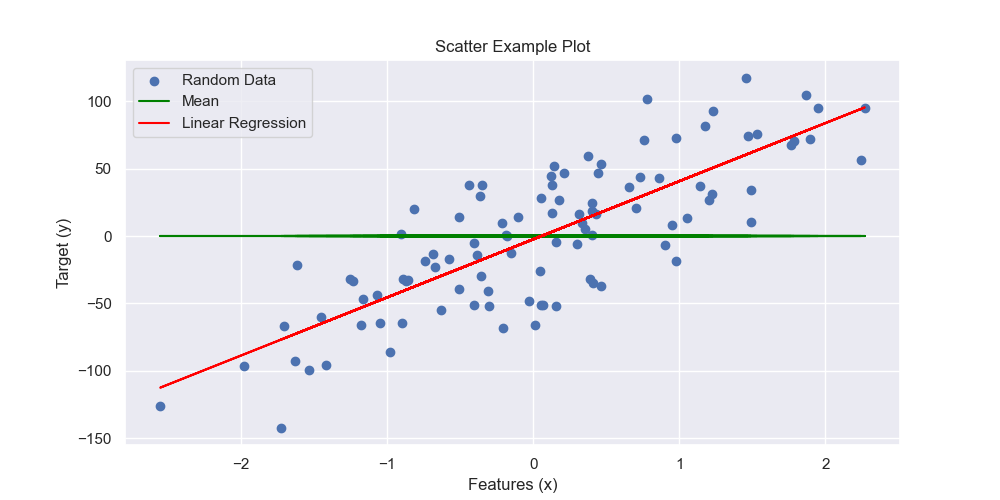 Scatter Example Plot
Random Data
Mean
Linear Regression
100
50
0
−50
−100
−150
Target (y)
−2
−1
0
1
2
Features (x)